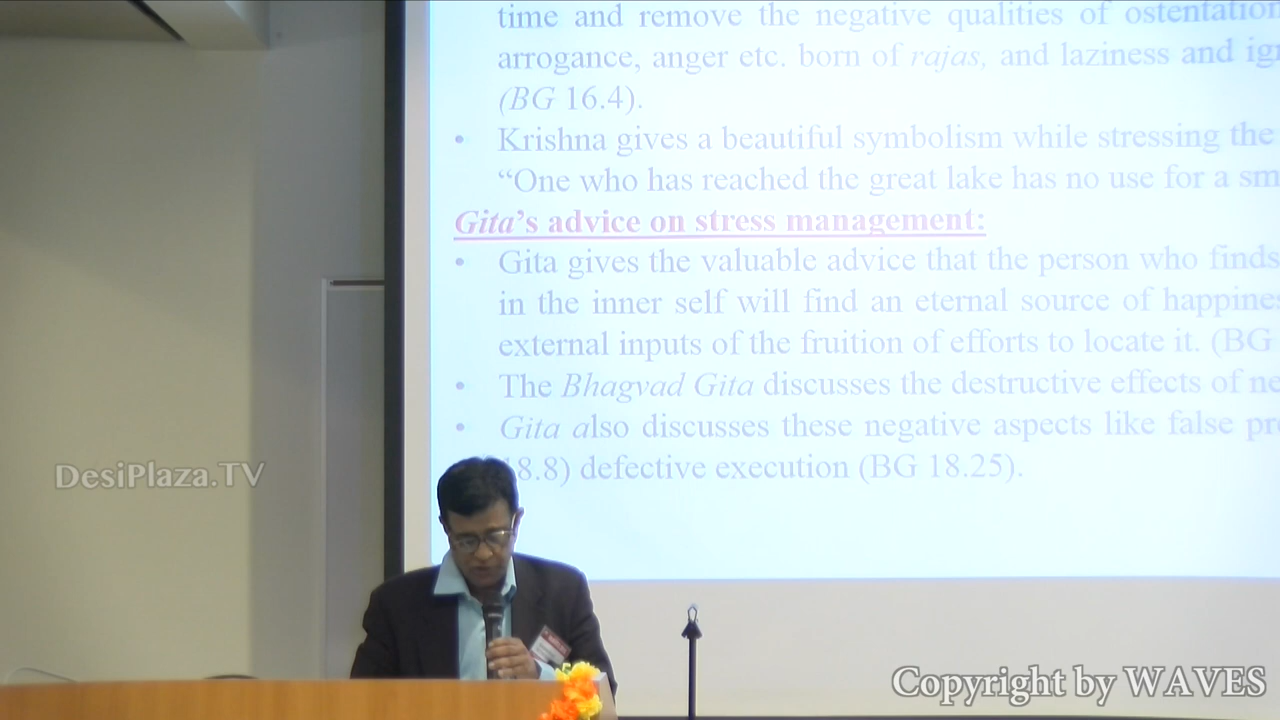 time and remove the negative qualities of ostentation
arrogance, anger etc. born of rajas, and laziness and
(BG 16.4).
• Krishna gives a beautiful symbolism while stressing the
“One who has reached the great lake has no use for a
Gita’s advice on stress management:
• Gita gives the valuable advice that the person who finds
in the inner self will find an eternal source of
external inputs of the fruition of efforts to locate it. (BG
• The Bhagvad Gita discusses the destructive effects of
• Gita also discusses these negative aspects like false
8.8) defective execution (BG 18.25).
DesiPlaza.TV
Copyright by WAVES